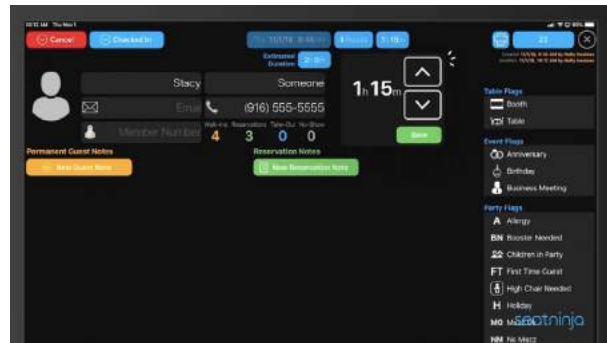 Cancel
Checked In
1h 15m
Estimated
Duration
Stacy
Someone
Email
(916) 555-5555
Member Number
Walk-ins Reservations Take-Out No-Show
4 3 0 0
Save
Permanent Guest Notes
Reservation Notes
New Guest Note
New Reservation Note
Table Flags
Booth
Table
Event Flags
Anniversary
Birthday
Business Meeting
Party Flags
A Allergy
BN Booster Needed
Children in Party
FT First Time Guest
High Chair Needed
H Holiday
MO
seatninja
NM No Mezz